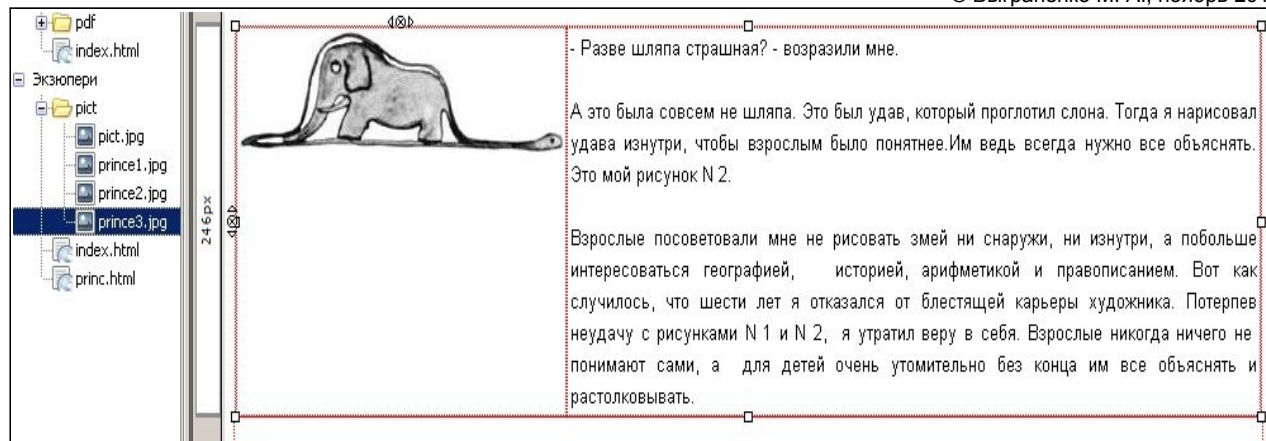 pdf
index.html
Экзюпери
pict
pict.jpg
prince1.jpg
prince2.jpg
prince3.jpg
index.html
princ.html
246px
- Разве шляпа страшная? - возразили мне.
А это была совсем не шляпа. Это был удав, который проглотил слона. Тогда я нарисовал
удава изнутри, чтобы взрослым было понятнее.Им ведь всегда нужно все объяснять.
Это мой рисунок N 2.
Взрослые посоветовали мне не рисовать змей ни снаружи, ни изнутри, а побольше
интересоваться географией, историей, арифметикой и правописанием. Вот как
случилось, что шести лет я отказался от блестящей карьеры художника. Потерпев
неудачу с рисунками N 1 и N 2, я утратил веру в себя. Взрослые никогда ничего не
понимают сами, а для детей очень утомительно без конца им все объяснять и
растолковывать.